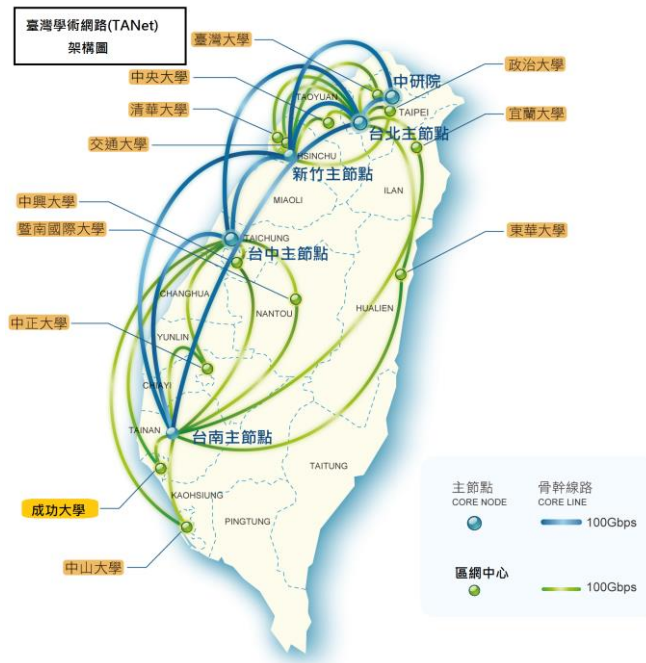 臺灣學術網路(TANet)
架構圖
臺灣大學
中研院
政治大學
中央大學
TAOYUAN
TAIPEI
清華大學
台北主節點
宜蘭大學
交通大學
HSINCHU
新竹主節點
ILAN
MIAOLI
中興大學
暨南國際大學
東華大學
TAICHUNG
台中主節點
CHANGHUA
HUALIEN
NANTOU
中正大學
YUNLIN
CHIAYI
TAINAN
台南主節點
TAITUNG
KAOHSIUNG
成功大學
PINGTUNG
中山大學
主節點
CORE NODE
骨幹線路
CORE LINE
100Gbps
區網中心
100Gbps